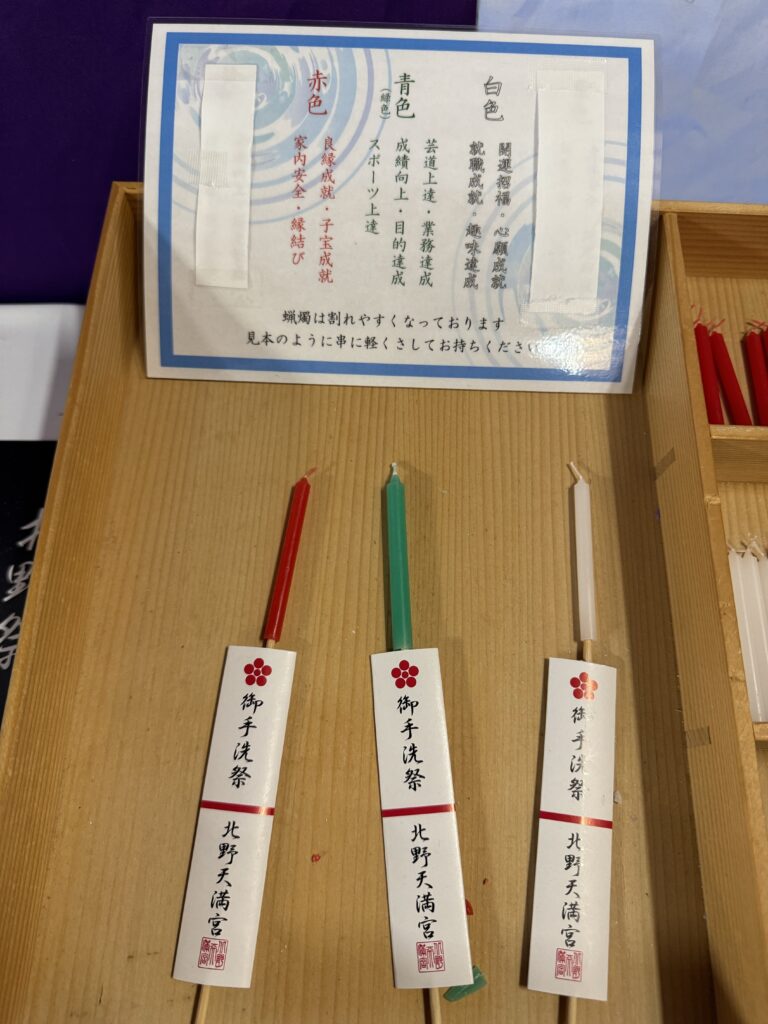 白色
開運招福・心願成就
就職成就・趣味達成
青色
(緑色)
芸道上達・業務達成
成績向上・目的達成
スポーツ上達
赤色
良縁成就・子宝成就
家内安全・縁結び
蝋燭は割れやすくなっております
見本のように串に軽くさしてお持ちくださ
御手洗祭
北野天満宮
御手洗祭
北野天満宮
御手洗祭
北野天満宮